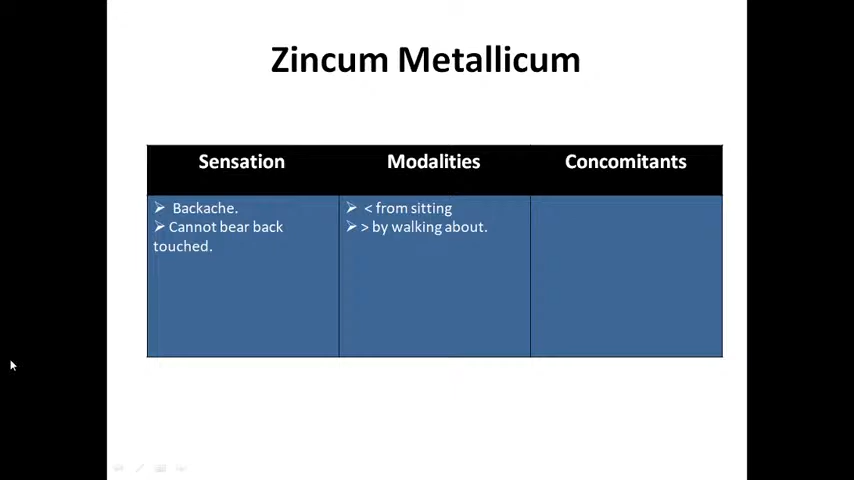 Zincum Metallicum
Sensation Modalities Concomitants
➢ Backache.
➢ Cannot bear back
touched.
➢ < from sitting
➢ > by walking about.